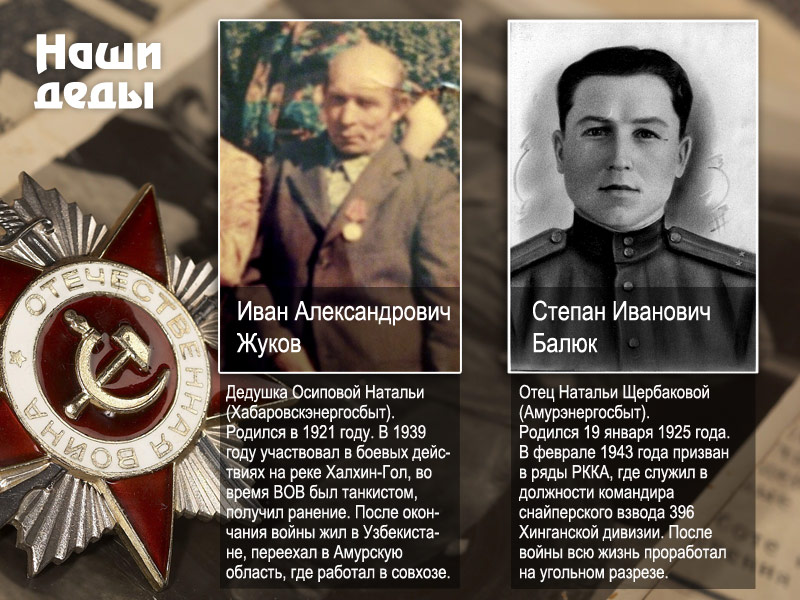 Наши
деды
Иван Александрович
Жуков
Степан Иванович
Балюк
Дедушка Осиповой Натальи
(Хабаровскэнергосбыт).
Родился в 1921 году. В 1939
году участвовал в боевых дейс-
твиях на реке Халхин-Гол, во
время ВОВ был танкистом,
получил ранение. После окон-
чания войны жил в Узбекиста-
не, переехал в Амурскую
область, где работал в совхозе.
Отец Натальи Щербаковой
(Амурэнергосбыт).
Родился 19 января 1925 года.
В феврале 1943 года призван
в ряды РККА, где служил в
должности командира
снайперского взвода 396
Хинганской дивизии. После
войны всю жизнь проработал
на угольном разрезе.
ОТЕЧЕСТВЕННАЯ ВОЙНА